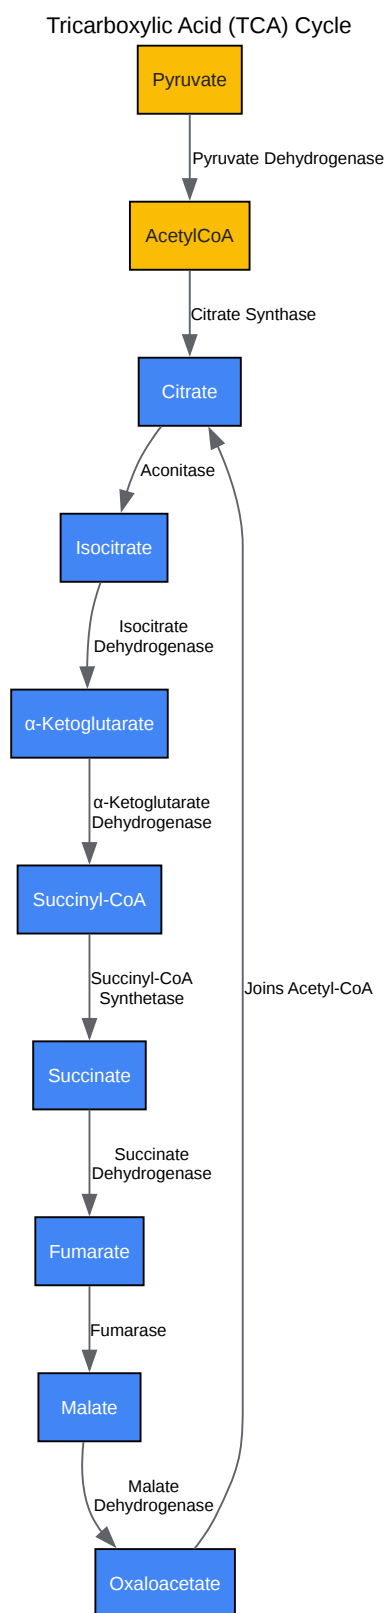 Tricarboxylic Acid (TCA) Cycle
Pyruvate
Pyruvate Dehydrogenase
AcetylCoA
Citrate Synthase
Citrate
Aconitase
Isocitrate
Isocitrate
Dehydrogenase
α-Ketoglutarate
α-Ketoglutarate
Dehydrogenase
Succinyl-CoA
Succinyl-CoA
Synthetase
Joins Acetyl-CoA
Succinate
Succinate
Dehydrogenase
Fumarate
Fumarase
Malate
Malate
Dehydrogenase
Oxaloacetate